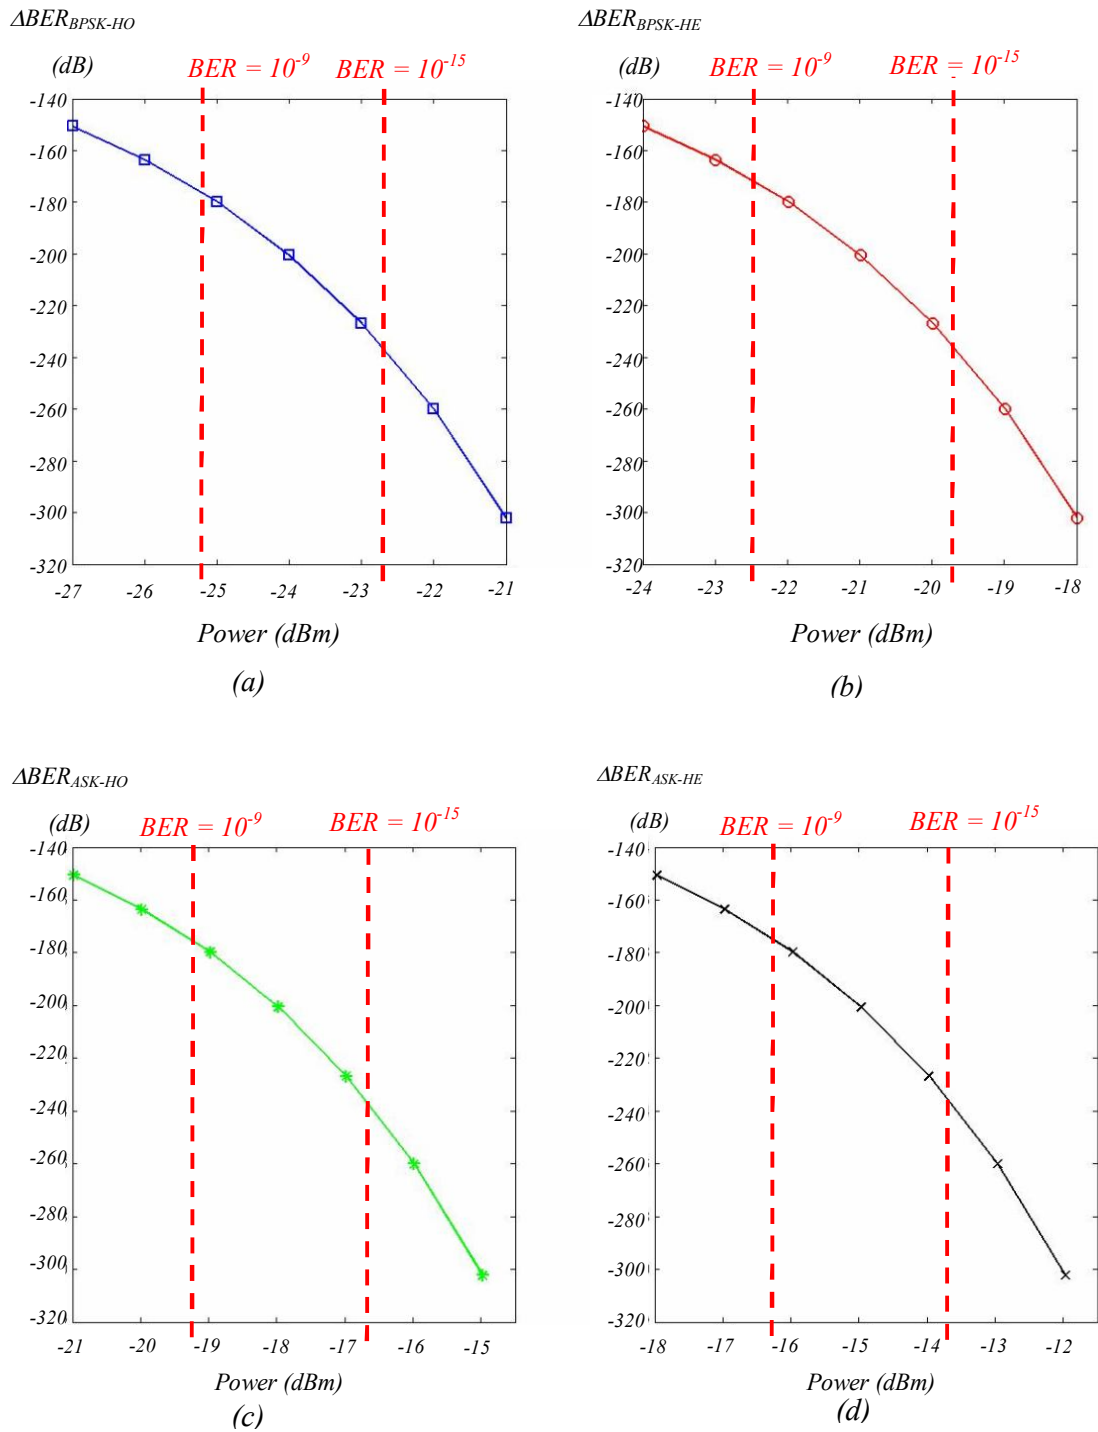 ΔBER_BPSK-HO
(dB)
BER = 10^-9
BER = 10^-15
-140
-160
-180
-200
-220
-240
-260
-280
-300
-320
-27 -26 -25 -24 -23 -22 -21
Power (dBm)
(a)
ΔBER_BPSK-HE
(dB)
BER = 10^-9
BER = 10^-15
-140
-160
-180
-200
-220
-240
-260
-280
-300
-320
-24 -23 -22 -21 -20 -19 -18
Power (dBm)
(b)
ΔBER_ASK-HO
(dB)
BER = 10^-9
BER = 10^-15
-140
-160
-180
-200
-220
-240
-260
-280
-300
-320
-21 -20 -19 -18 -17 -16 -15
Power (dBm)
(c)
ΔBER_ASK-HE
(dB)
BER = 10^-9
BER = 10^-15
-140
-160
-180
-200
-220
-240
-260
-280
-300
-320
-18 -17 -16 -15 -14 -13 -12
Power (dBm)
(d)